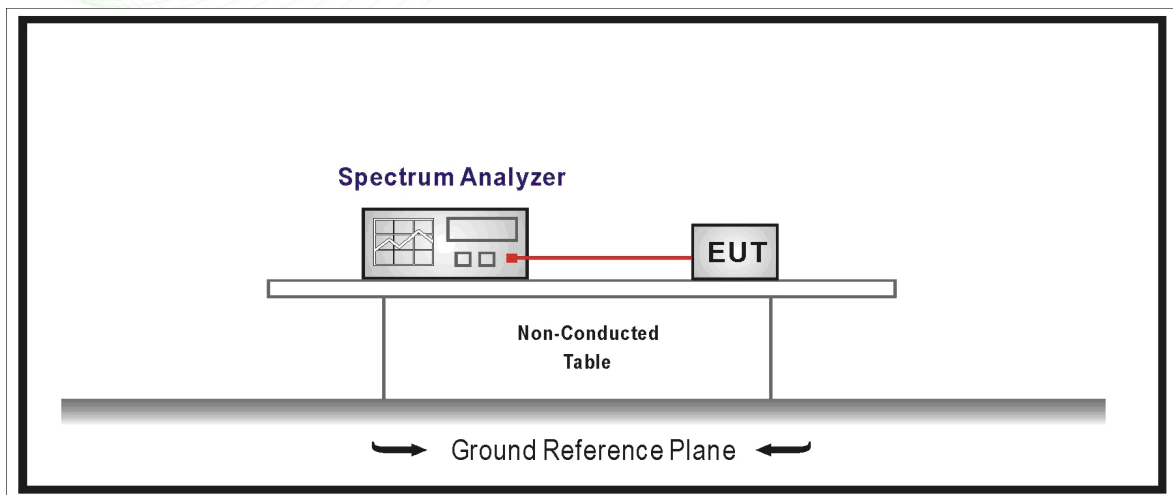 Spectrum Analyzer
EUT
Non-Conducted
Table
Ground Reference Plane